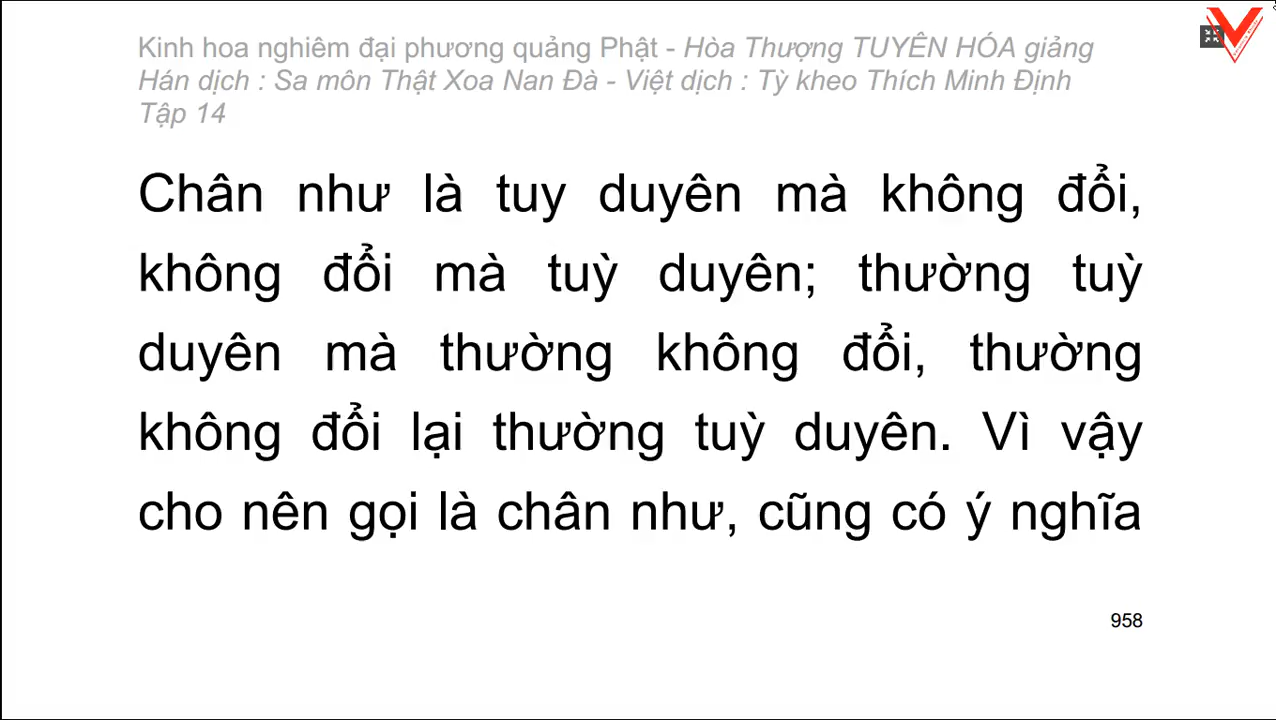 Kinh hoa nghiêm đại phương quảng Phật - Hòa Thượng TUYÊN HÓA giảng
Hán dịch : Sa môn Thật Xoa Nan Đà - Việt dịch : Tỳ kheo Thích Minh Định
Tập 14
Chân như là tuy duyên mà không đổi,
không đổi mà tuỳ duyên; thường tuỳ
duyên mà thường không đổi, thường
không đổi lại thường tuỳ duyên. Vì vậy
cho nên gọi là chân như, cũng có ý nghĩa
958